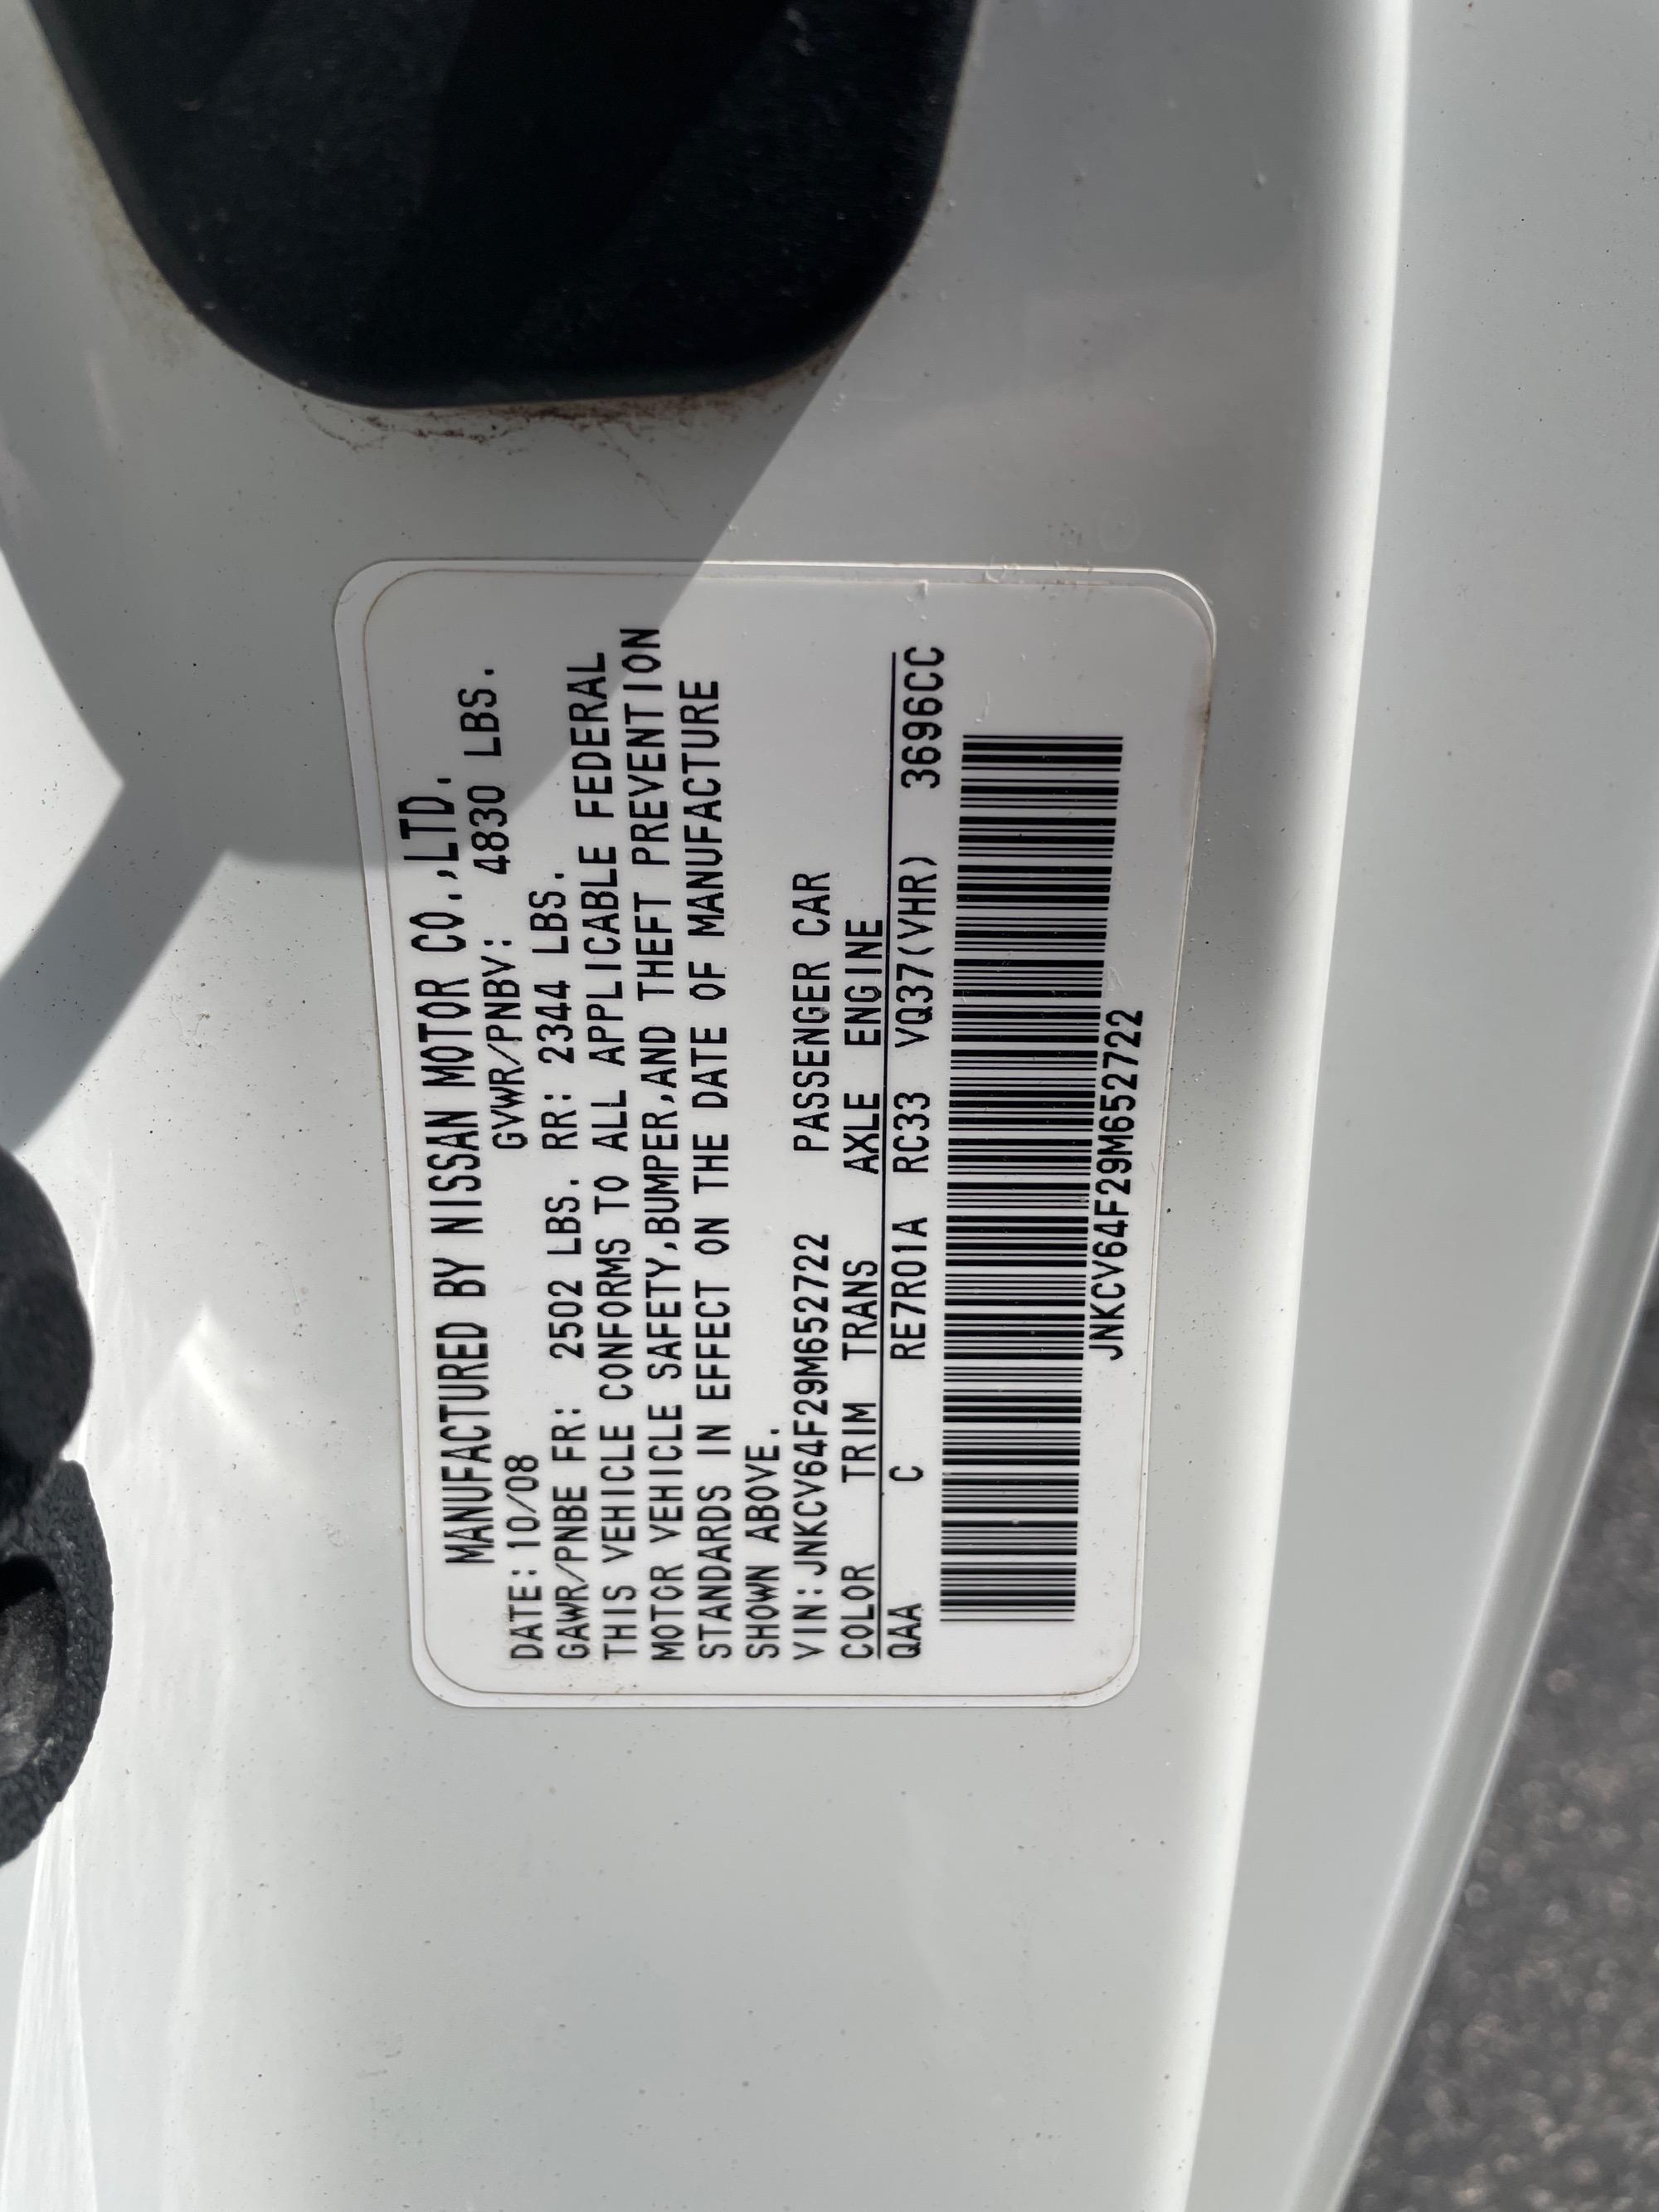 MANUFACTURED BY NISSAN MOTOR CO.,LTD.
DATE: 10/08 GVWR/PNBV: 4830 LBS.
GAWR/PNBE FR: 2502 LBS. RR: 2344 LBS.
THIS VEHICLE CONFORMS TO ALL APPLICABLE FEDERAL
MOTOR VEHICLE SAFETY,BUMPER,AND THEFT PREVENTION
STANDARDS IN EFFECT ON THE DATE OF MANUFACTURE
SHOWN ABOVE.
VIN:JNKCV64F29M652722 PASSENGER CAR
COLOR TRIM TRANS AXLE ENGINE
QAA C RE7R01A RC33 VQ37(VHR) 3696CC
JNKCV64F29M652722